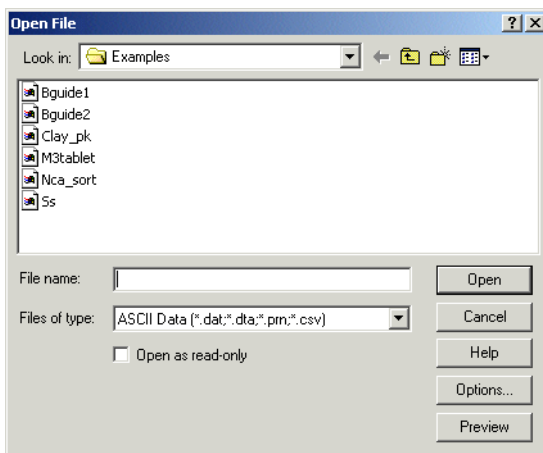 Open File
Look in: Examples
Bguide1
Bguide2
Clay_pk
M3tablet
Nca_sort
Ss
File name: Open
Files of type: ASCII Data (*.dat;*.dta;*.prn;*.csv) Cancel
Open as read-only Help
Options...
Preview